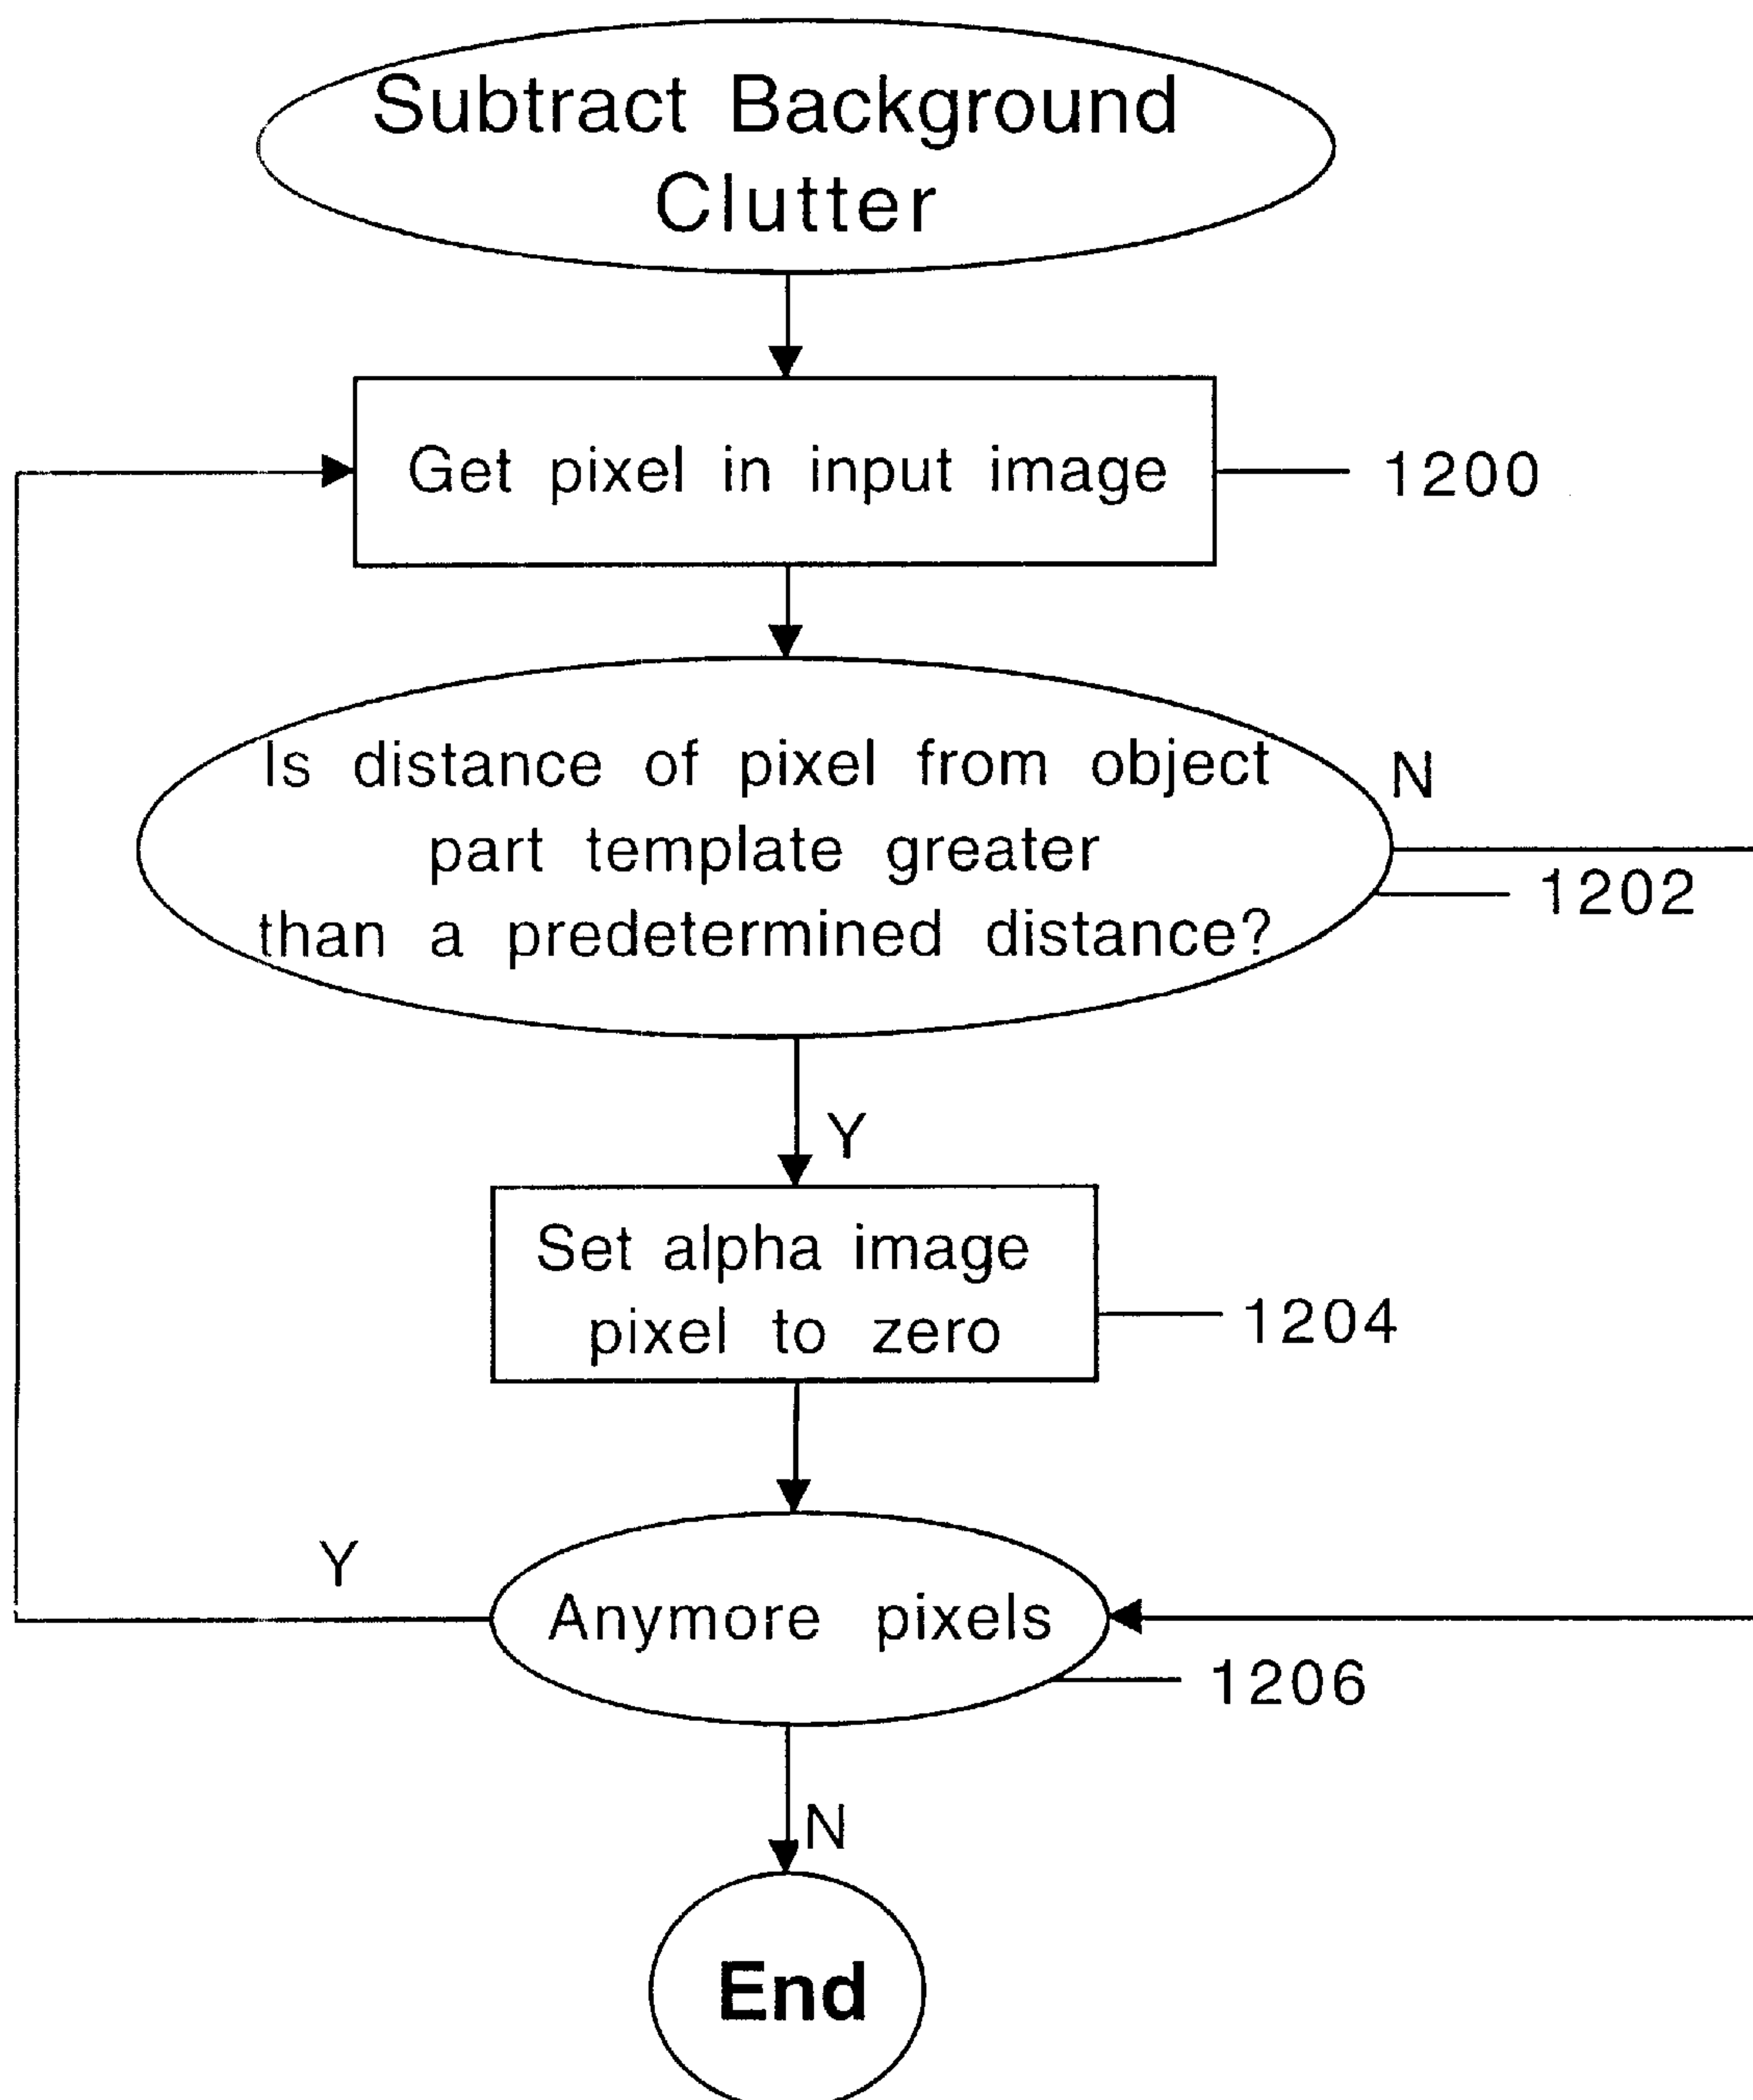 Subtract Background
Clutter
Get pixel in input image
1200
Is distance of pixel from object
part template greater
than a predetermined distance?
N
1202
Y
Set alpha image
pixel to zero
1204
Y
Anymore pixels
1206
N
End